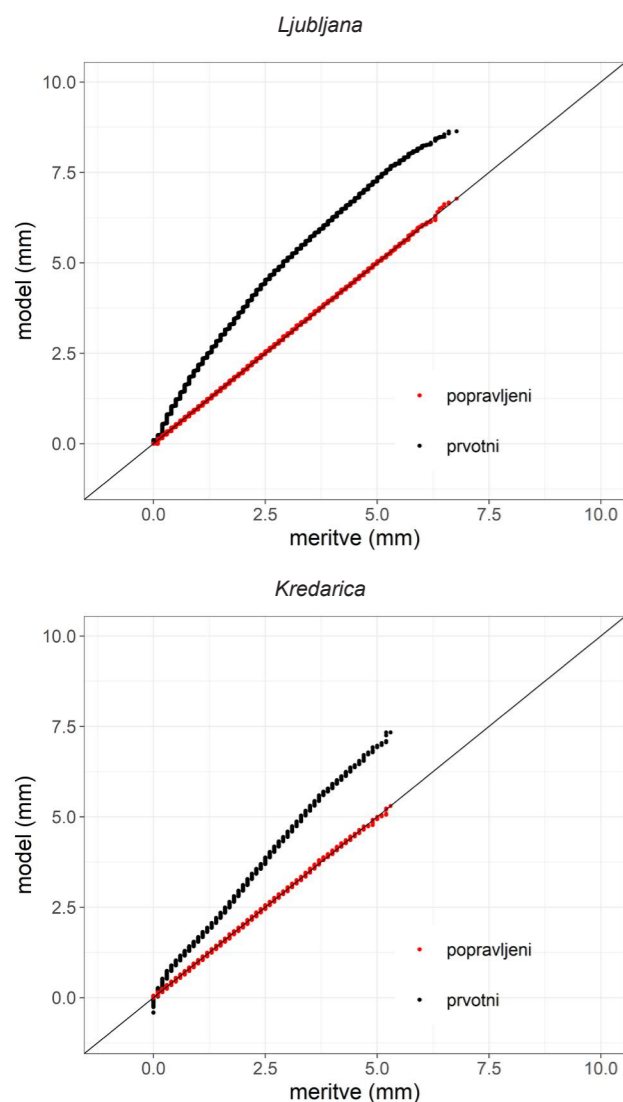 Ljubljana
10.0
7.5
5.0
2.5
0.0
model (mm)
popravljeni
prvotni
0.0 2.5 5.0 7.5 10.0
meritve (mm)
Kredarica
10.0
7.5
5.0
2.5
0.0
model (mm)
popravljeni
prvotni
0.0 2.5 5.0 7.5 10.0
meritve (mm)